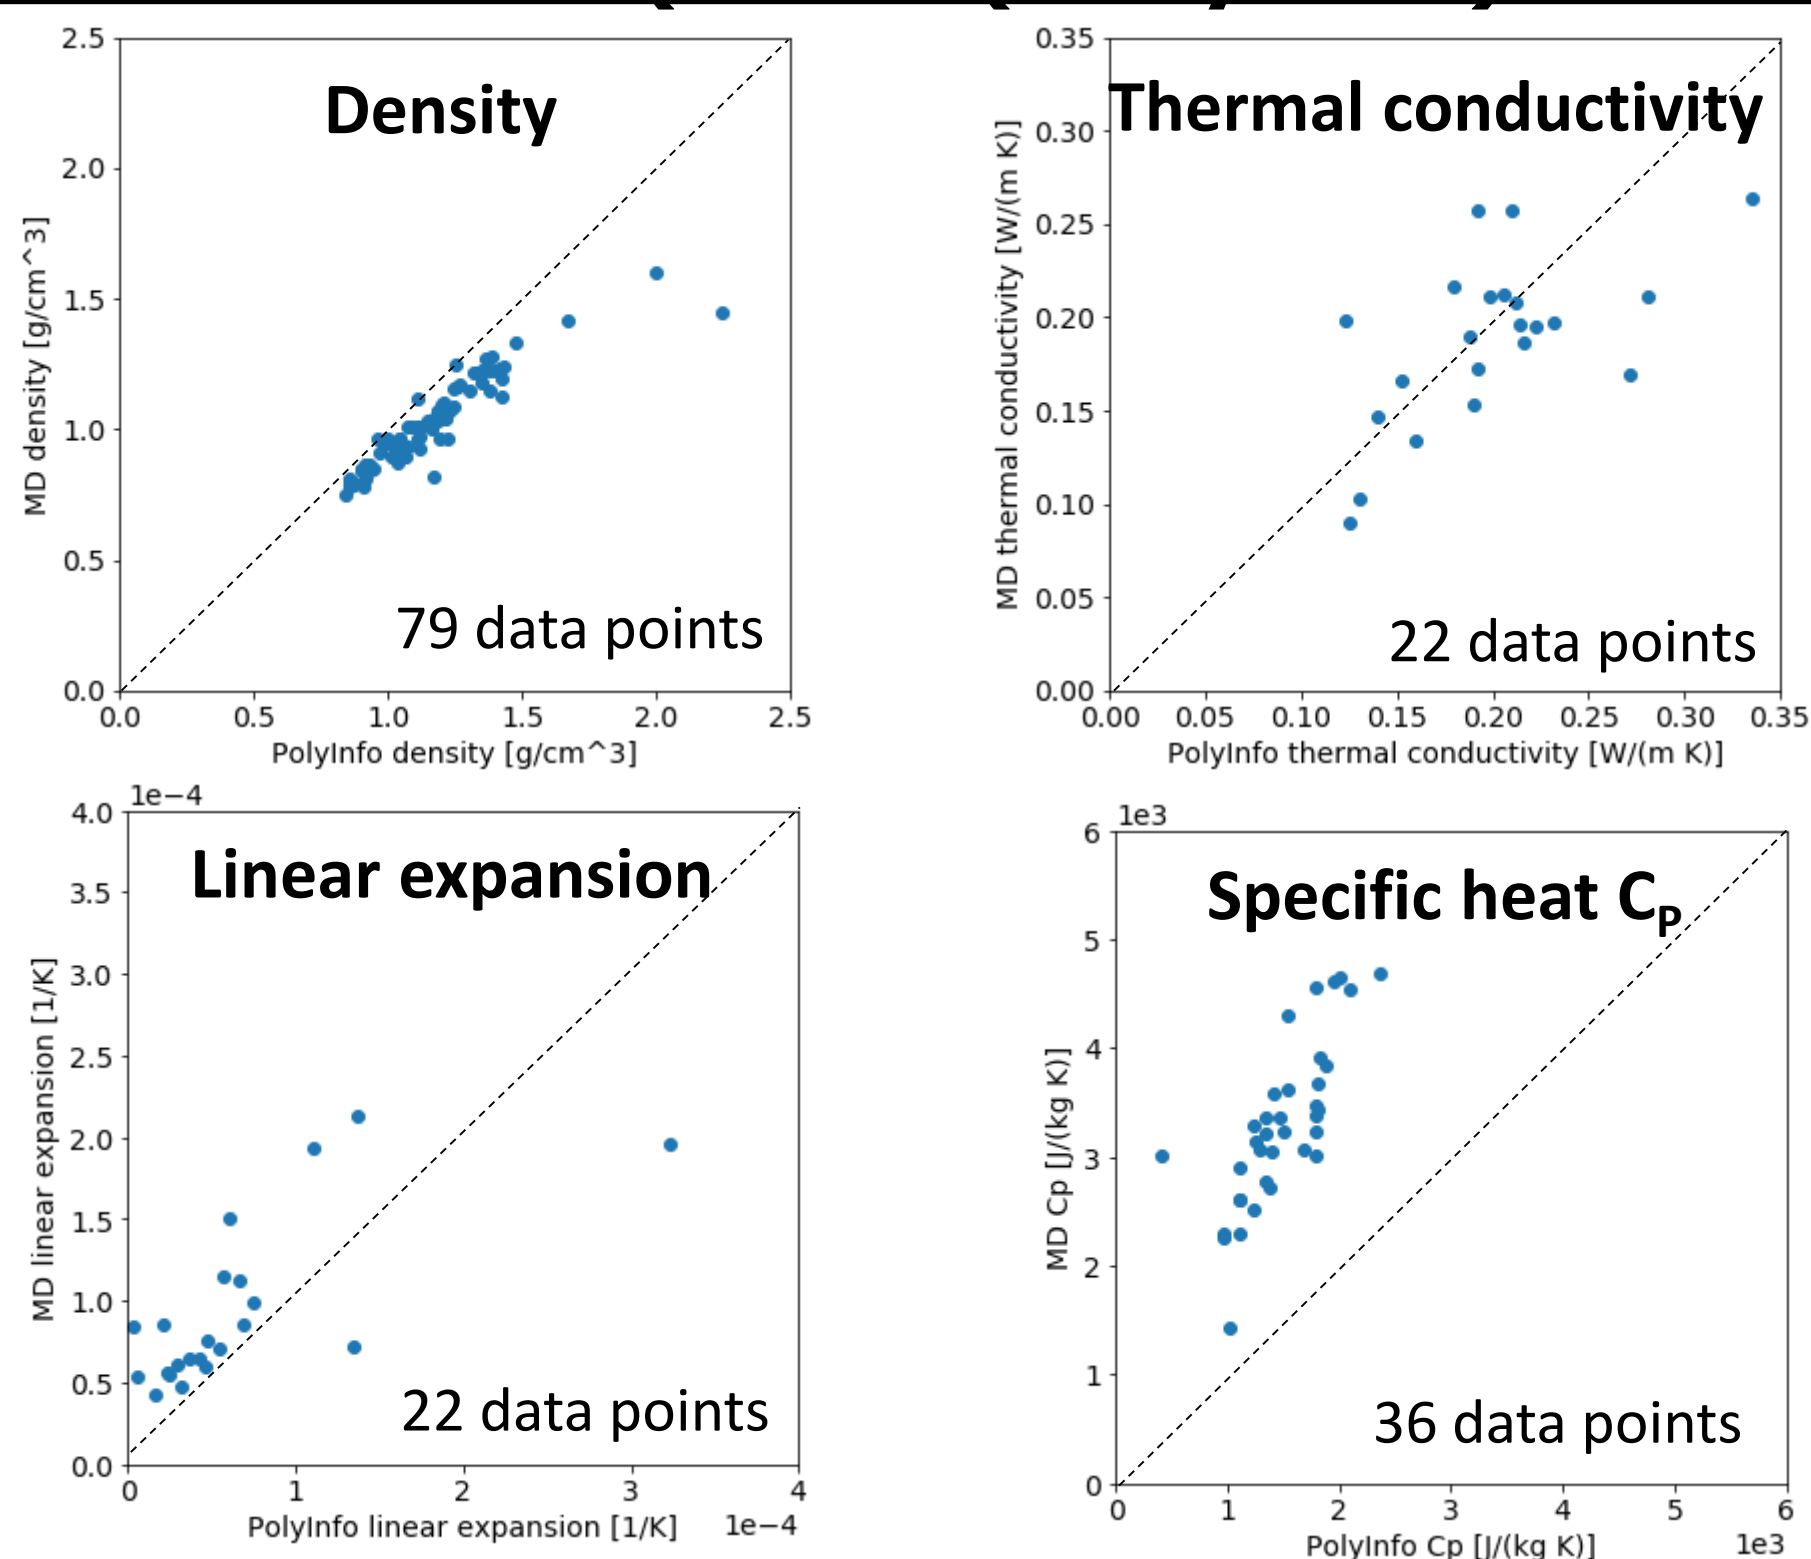 Density
2.5
2.0
1.5
1.0
0.5
0.0
MD density [g/cm^3]
79 data points
0.0 0.5 1.0 1.5 2.0 2.5
PolyInfo density [g/cm^3]
Thermal conductivity
0.35
0.30
0.25
0.20
0.15
0.10
0.05
0.00
MD thermal conductivity [W/(m K)]
22 data points
0.00 0.05 0.10 0.15 0.20 0.25 0.30 0.35
PolyInfo thermal conductivity [W/(m K)]
1e−4
Linear expansion
4.0
3.5
3.0
2.5
2.0
1.5
1.0
0.5
0.0
MD linear expansion [1/K]
22 data points
0 1 2 3 4
PolyInfo linear expansion [1/K] 1e−4
1e3
Specific heat CP
6
5
4
3
2
1
0
MD Cp [J/(kg K)]
36 data points
0 1 2 3 4 5 6
PolyInfo Cp [J/(kg K)] 1e3